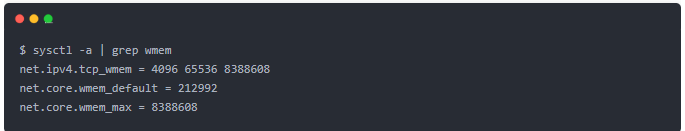 $ sysctl -a | grep wmem
net.ipv4.tcp_wmem = 4096 65536 8388608
net.core.wmem_default = 212992
net.core.wmem_max = 8388608